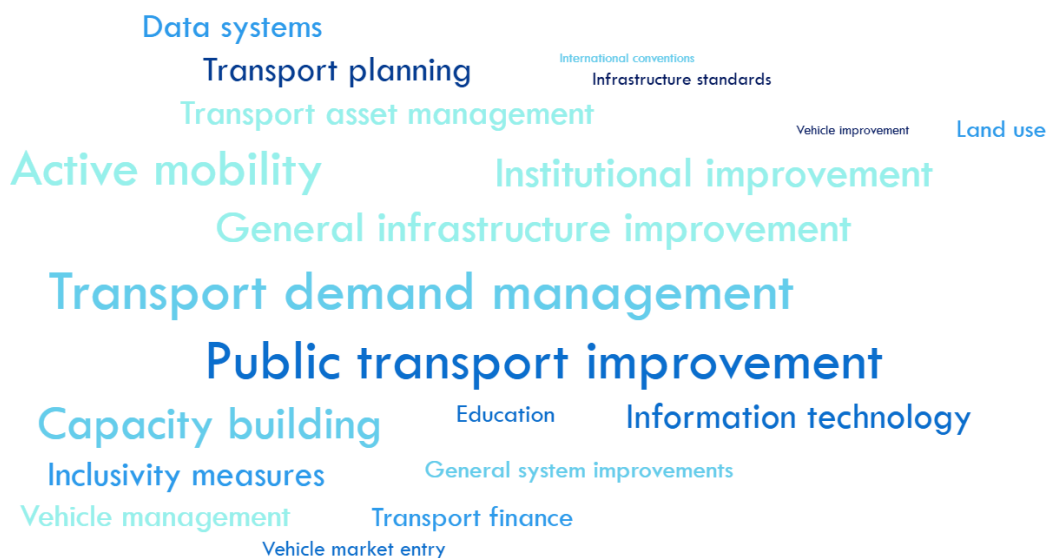 Data systems
Transport planning
International conventions
Infrastructure standards
Transport asset management
Vehicle improvement
Land use
Active mobility
Institutional improvement
General infrastructure improvement
Transport demand management
Public transport improvement
Capacity building
Education
Information technology
Inclusivity measures
General system improvements
Vehicle management
Transport finance
Vehicle market entry